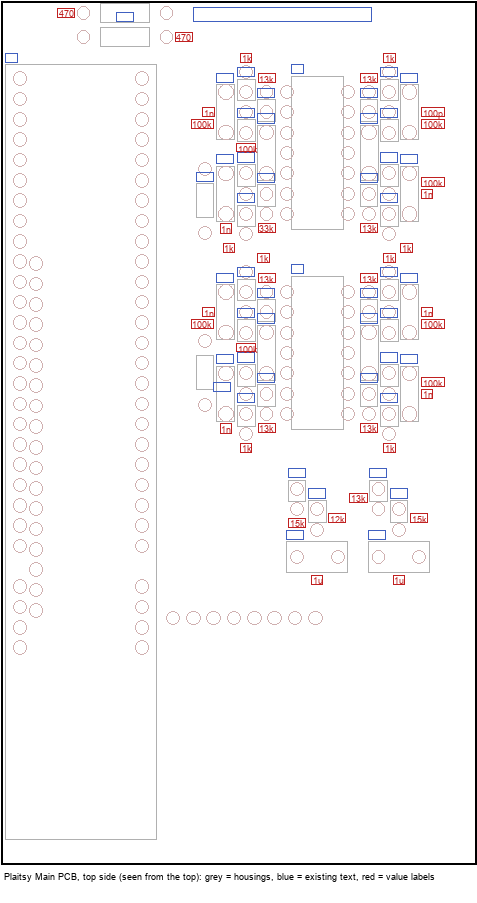 470
470
1k 1k
13k 13k
1n 100p
100k 100k
100k
100k
1n
1n 33k 13k
1k 1k
1k 1k
13k 13k
1n 1n
100k 100k
100k
100k
1n
1n 13k 13k
1k 1k
13k
15k 12k 15k
1u 1u
Plaitsy Main PCB, top side (seen from the top): grey = housings, blue = existing text, red = value labels